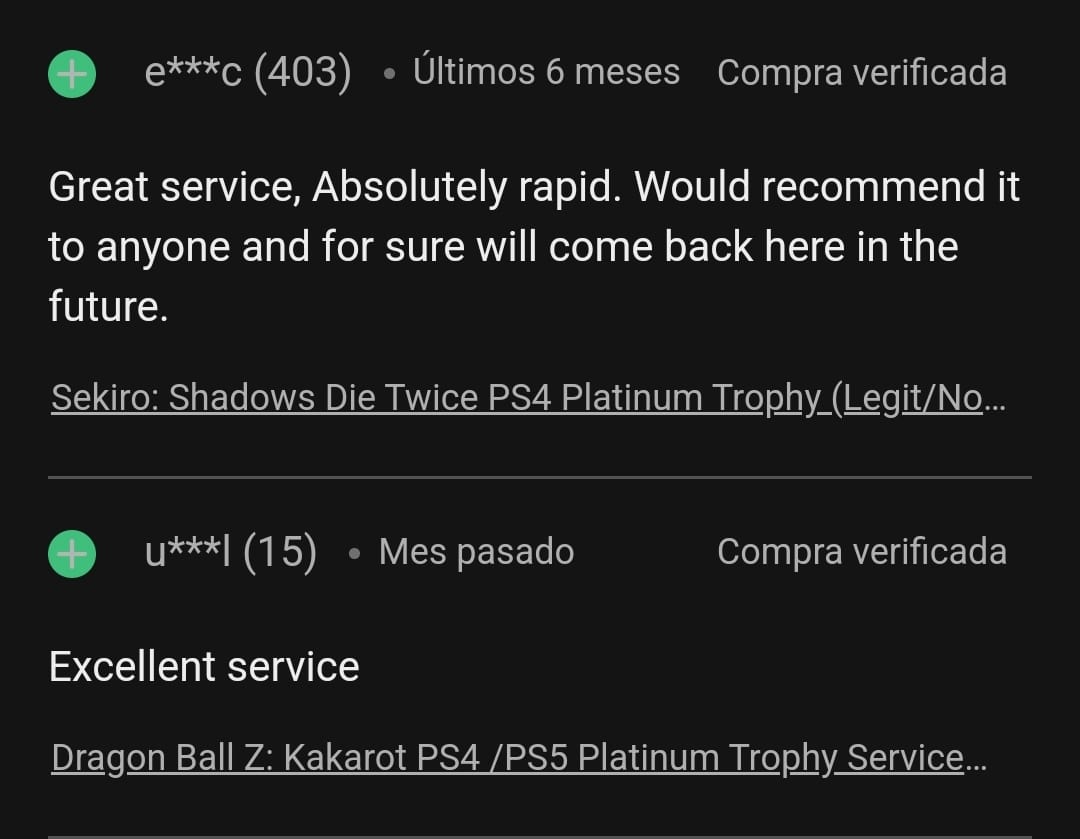 e***c (403) • Últimos 6 meses Compra verificada
Great service, Absolutely rapid. Would recommend it
to anyone and for sure will come back here in the
future.
Sekiro: Shadows Die Twice PS4 Platinum Trophy (Legit/No...
u***l (15) • Mes pasado Compra verificada
Excellent service
Dragon Ball Z: Kakarot PS4 /PS5 Platinum Trophy Service...